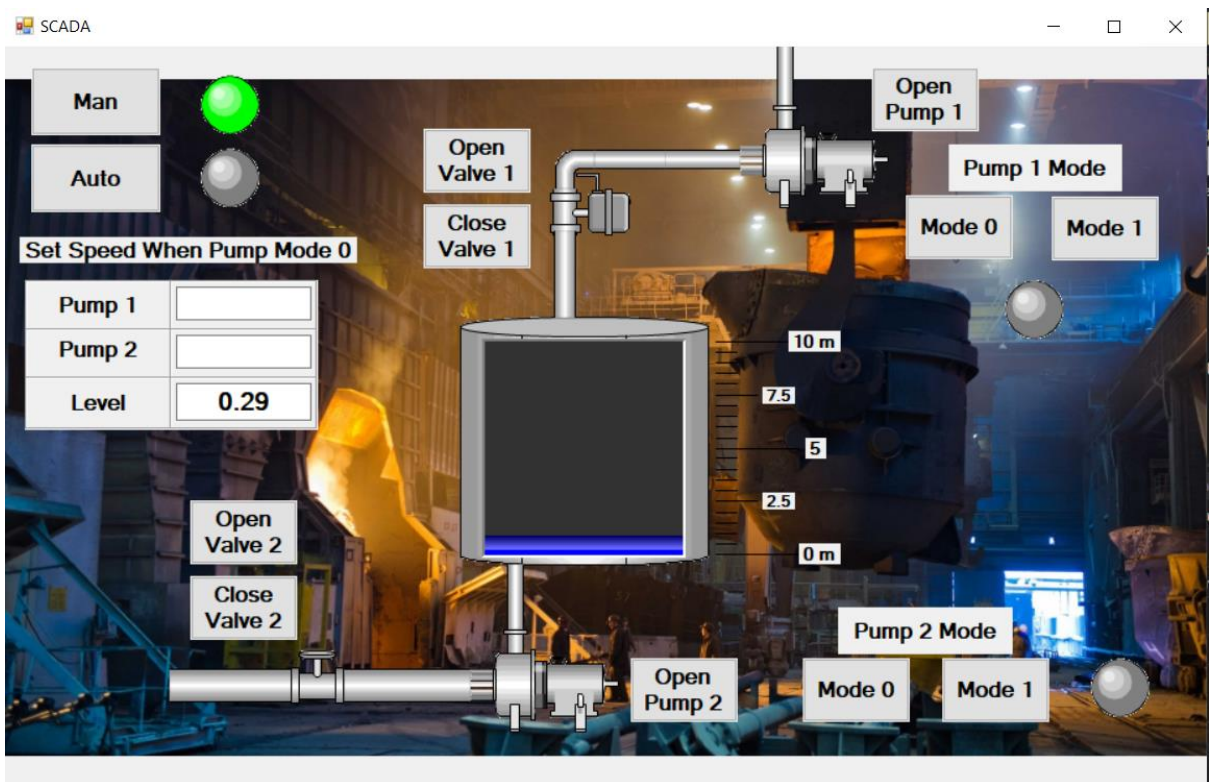 SCADA
Man
Auto
Set Speed When Pump Mode 0
Pump 1
Pump 2
Level 0.29
Open
Valve 1
Close
Valve 1
Open
Pump 1
Pump 1 Mode
Mode 0 Mode 1
10 m
7.5
5
2.5
0 m
Open
Valve 2
Close
Valve 2
Open
Pump 2
Pump 2 Mode
Mode 0 Mode 1